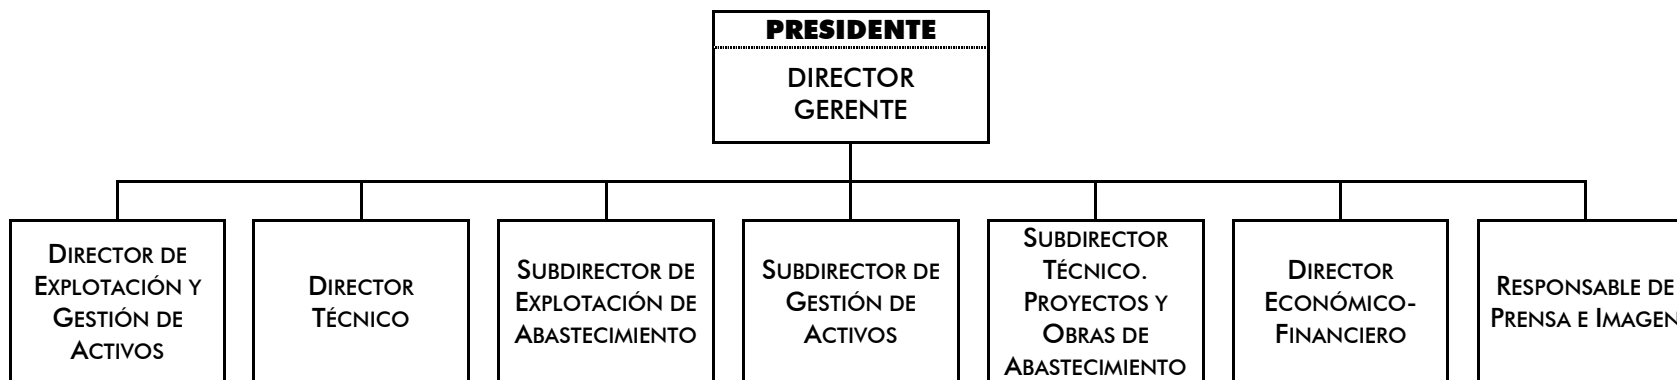 PRESIDENTE
DIRECTOR
GERENTE
DIRECTOR DE
EXPLOTACIÓN Y
GESTIÓN DE
ACTIVOS
DIRECTOR
TÉCNICO
SUBDIRECTOR DE
EXPLOTACIÓN DE
ABASTECIMIENTO
SUBDIRECTOR DE
GESTIÓN DE
ACTIVOS
SUBDIRECTOR
TÉCNICO.
PROYECTOS Y
OBRAS DE
ABASTECIMIENTO
DIRECTOR
ECONÓMICO-
FINANCIERO
RESPONSABLE DE
PRENSA E IMAGEN